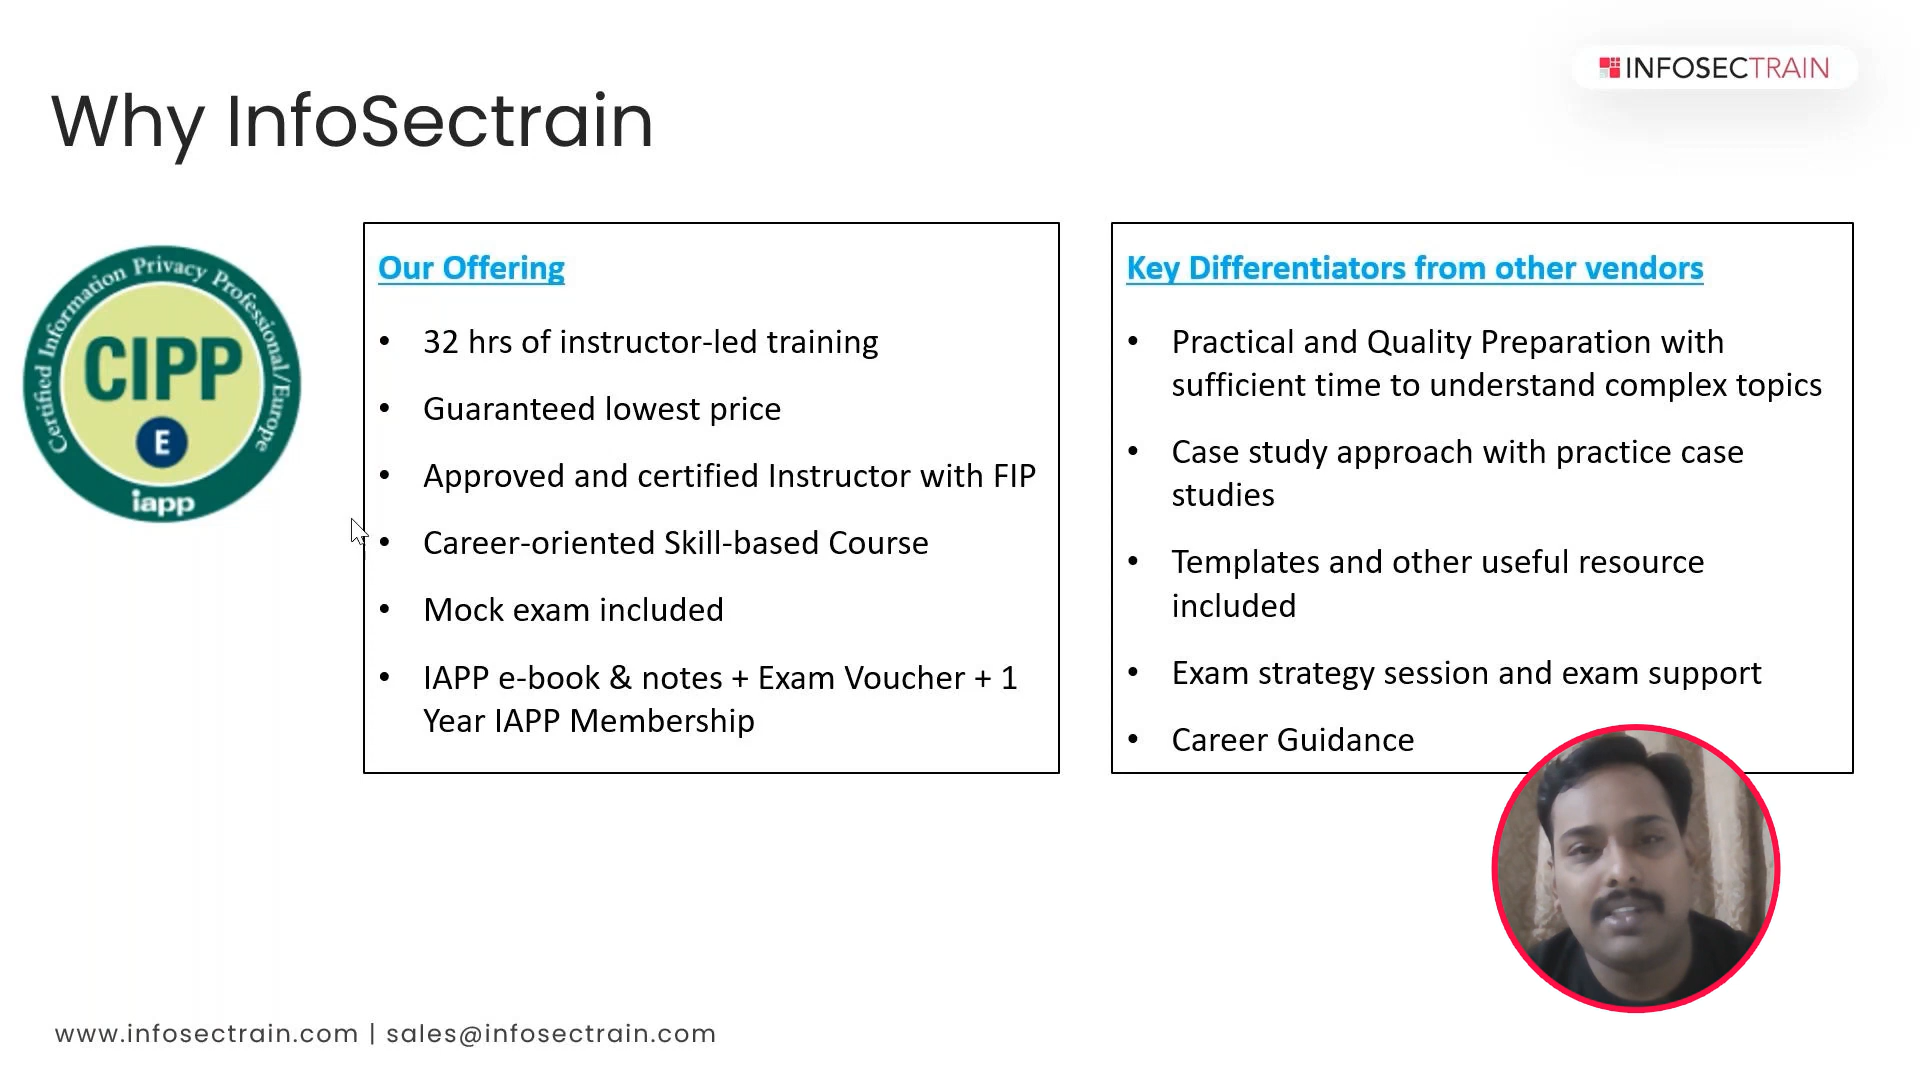 INFOSECTRAIN
Why InfoSectrain
Certified Information Privacy Professional/Europe
CIPP
E
iapp
Our Offering
• 32 hrs of instructor-led training
• Guaranteed lowest price
• Approved and certified Instructor with FIP
• Career-oriented Skill-based Course
• Mock exam included
• IAPP e-book & notes + Exam Voucher + 1
Year IAPP Membership
Key Differentiators from other vendors
• Practical and Quality Preparation with
sufficient time to understand complex topics
• Case study approach with practice case
studies
• Templates and other useful resource
included
• Exam strategy session and exam support
• Career Guidance
www.infosectrain.com | sales@infosectrain.com